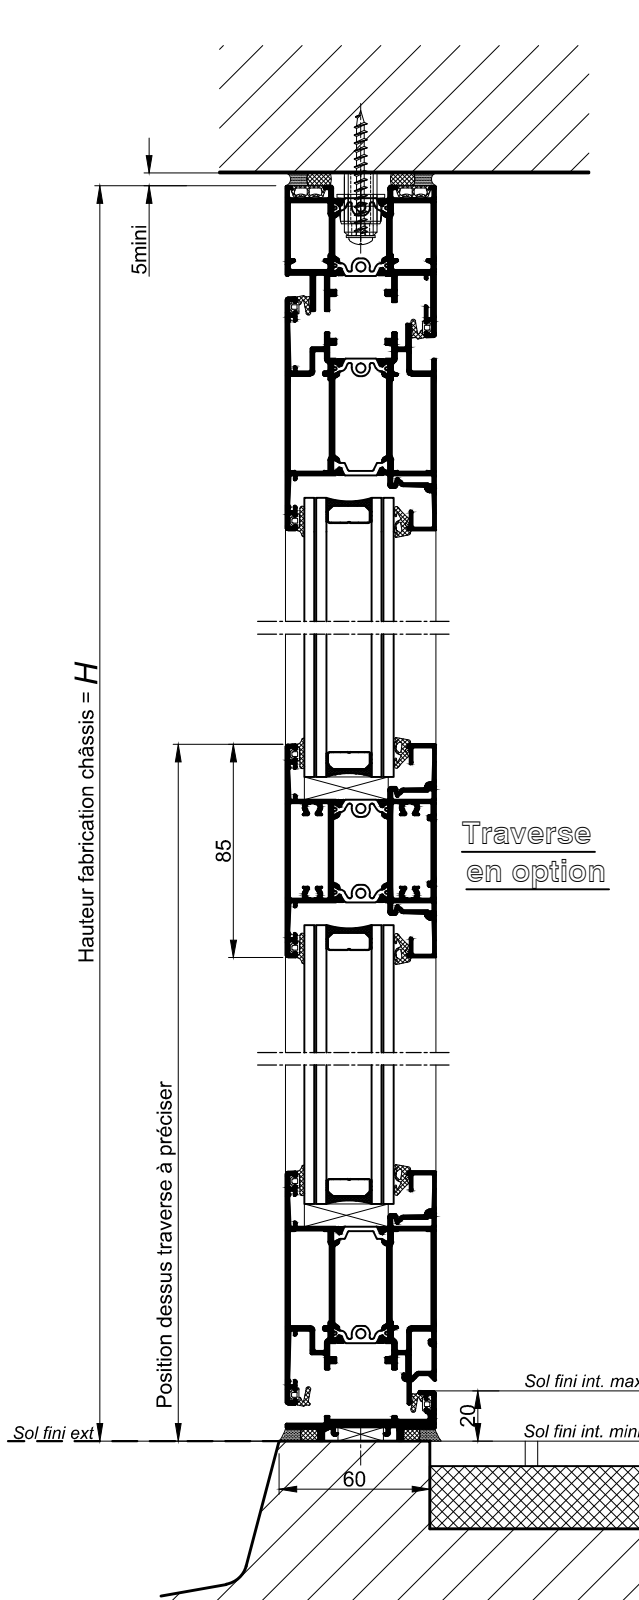 5mini
Hauteur fabrication châssis = H
85
Traverse
en option
Position dessus traverse à préciser
Sol fini int. max
20
Sol fini ext
Sol fini int. mini
60